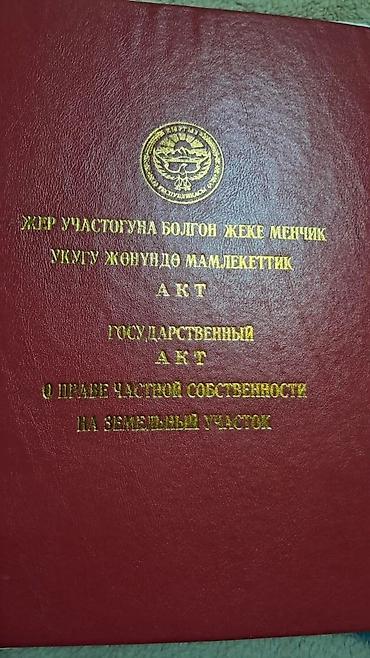 ЖЕР УЧАСТОГУНА БОЛГОН ЖЕКЕ МЕНЧИК
УКУГУ ЖӨНҮНДӨ МАМЛЕКЕТТИК
АКТ
ГОСУДАРСТВЕННЫЙ
АКТ
О ПРАВЕ ЧАСТНОЙ СОБСТВЕННОСТИ
НА ЗЕМЕЛЬНЫЙ УЧАСТОК